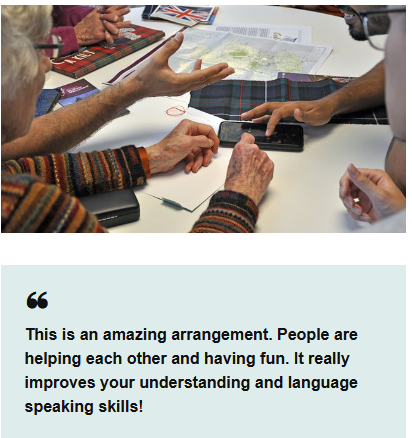 ❝
This is an amazing arrangement. People are
helping each other and having fun. It really
improves your understanding and language
speaking skills!